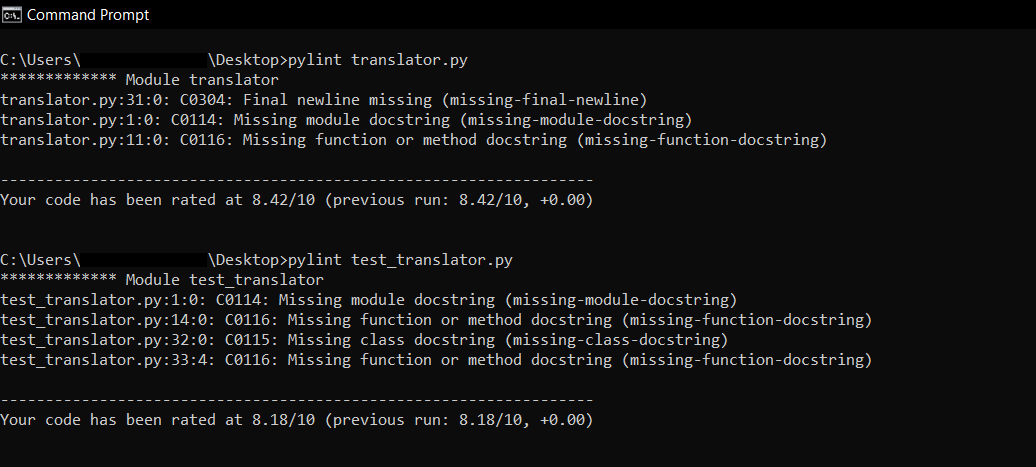 Command Prompt
C:\Users\ \Desktop>pylint translator.py
************* Module translator
translator.py:31:0: C0304: Final newline missing (missing-final-newline)
translator.py:1:0: C0114: Missing module docstring (missing-module-docstring)
translator.py:11:0: C0116: Missing function or method docstring (missing-function-docstring)
------------------------------------------------------------------
Your code has been rated at 8.42/10 (previous run: 8.42/10, +0.00)
C:\Users\ \Desktop>pylint test_translator.py
************* Module test_translator
test_translator.py:1:0: C0114: Missing module docstring (missing-module-docstring)
test_translator.py:14:0: C0116: Missing function or method docstring (missing-function-docstring)
test_translator.py:32:0: C0115: Missing class docstring (missing-class-docstring)
test_translator.py:33:4: C0116: Missing function or method docstring (missing-function-docstring)
------------------------------------------------------------------
Your code has been rated at 8.18/10 (previous run: 8.18/10, +0.00)